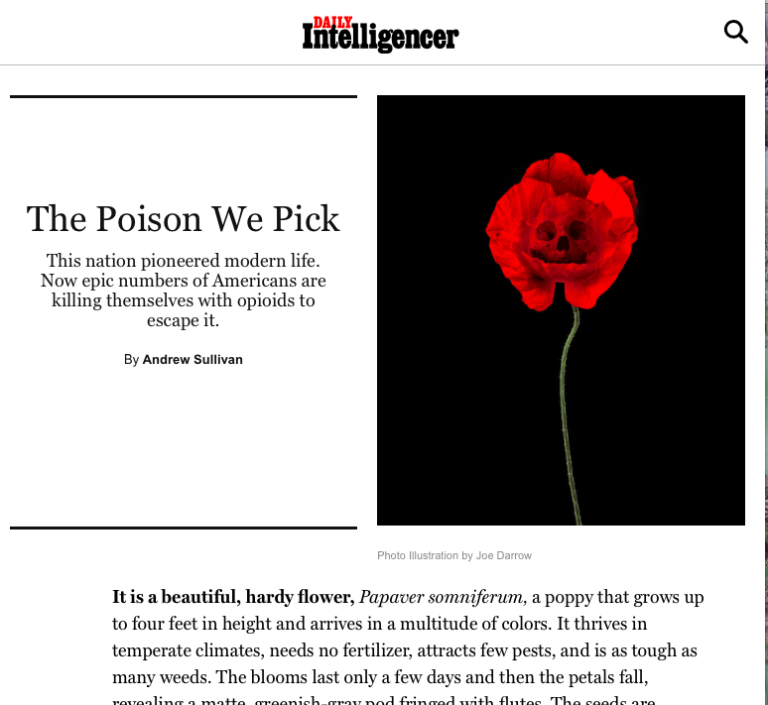 DAILY
Intelligencer
The Poison We Pick
This nation pioneered modern life.
Now epic numbers of Americans are
killing themselves with opioids to
escape it.
By Andrew Sullivan
Photo Illustration by Joe Darrow
It is a beautiful, hardy flower, Papaver somniferum, a poppy that grows up
to four feet in height and arrives in a multitude of colors. It thrives in
temperate climates, needs no fertilizer, attracts few pests, and is as tough as
many weeds. The blooms last only a few days and then the petals fall,
revealing a matte, greenish-gray pod fringed with flutes. The seeds are